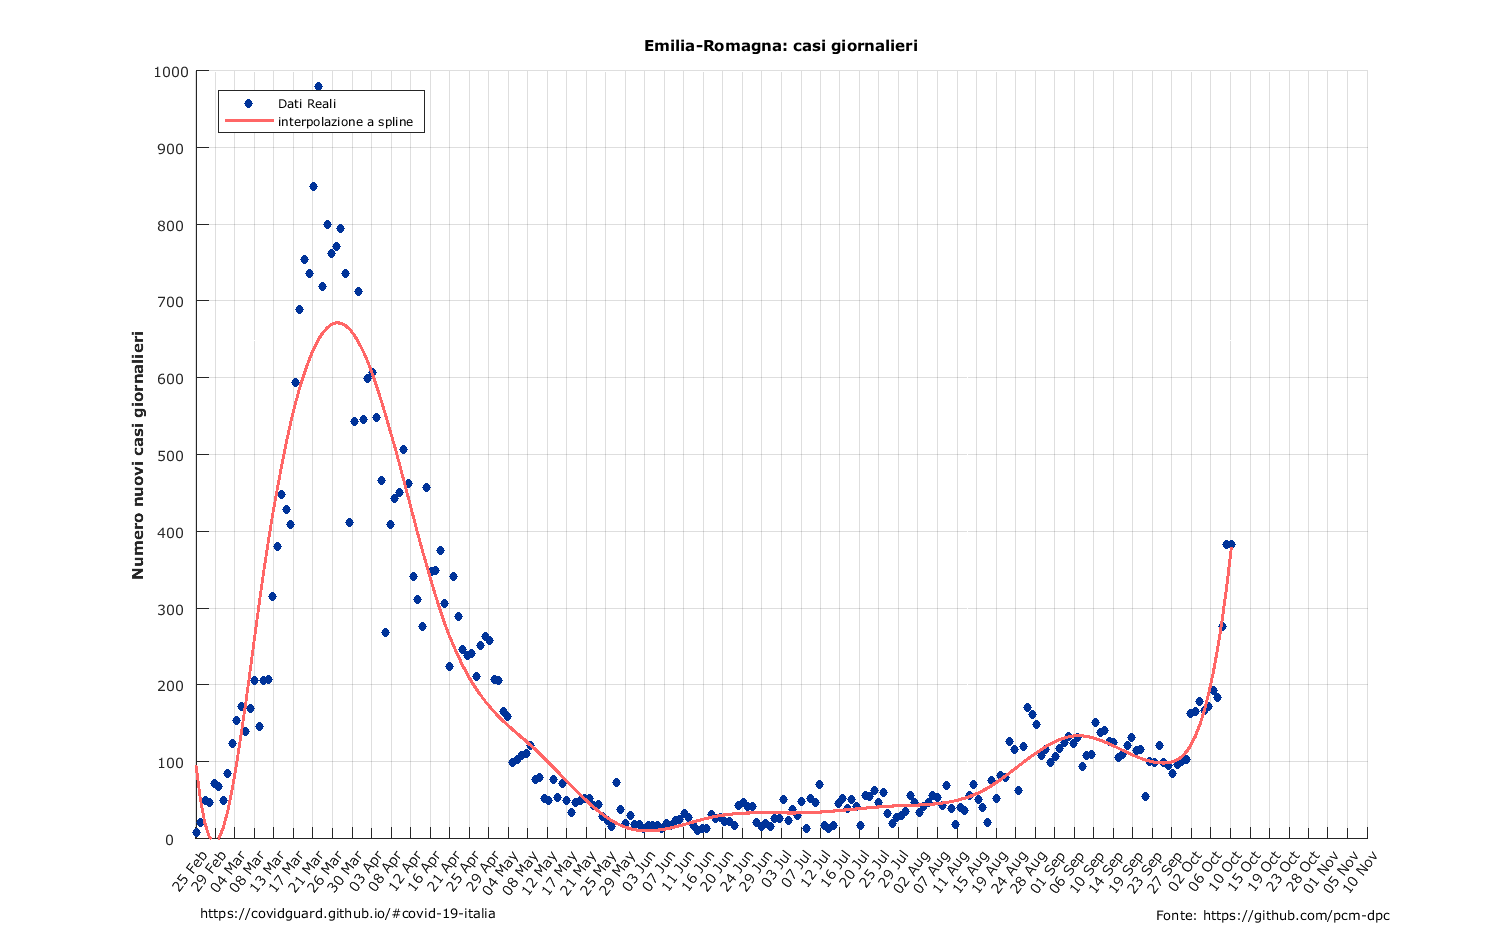 Emilia-Romagna: casi giornalieri
1000
900
800
700
600
500
400
300
200
100
0
Dati Reali
interpolazione a spline
Numero nuovi casi giornalieri
25 Feb
29 Feb
04 Mar
08 Mar
13 Mar
17 Mar
21 Mar
26 Mar
30 Mar
03 Apr
08 Apr
12 Apr
16 Apr
21 Apr
25 Apr
29 Apr
04 May
08 May
12 May
17 May
21 May
25 May
29 May
03 Jun
07 Jun
11 Jun
16 Jun
20 Jun
24 Jun
29 Jun
03 Jul
07 Jul
12 Jul
16 Jul
20 Jul
25 Jul
29 Jul
02 Aug
07 Aug
11 Aug
15 Aug
19 Aug
24 Aug
28 Aug
01 Sep
06 Sep
10 Sep
14 Sep
19 Sep
23 Sep
27 Sep
02 Oct
06 Oct
10 Oct
15 Oct
19 Oct
23 Oct
28 Oct
01 Nov
05 Nov
10 Nov
https://covidguard.github.io/#covid-19-italia
Fonte: https://github.com/pcm-dpc